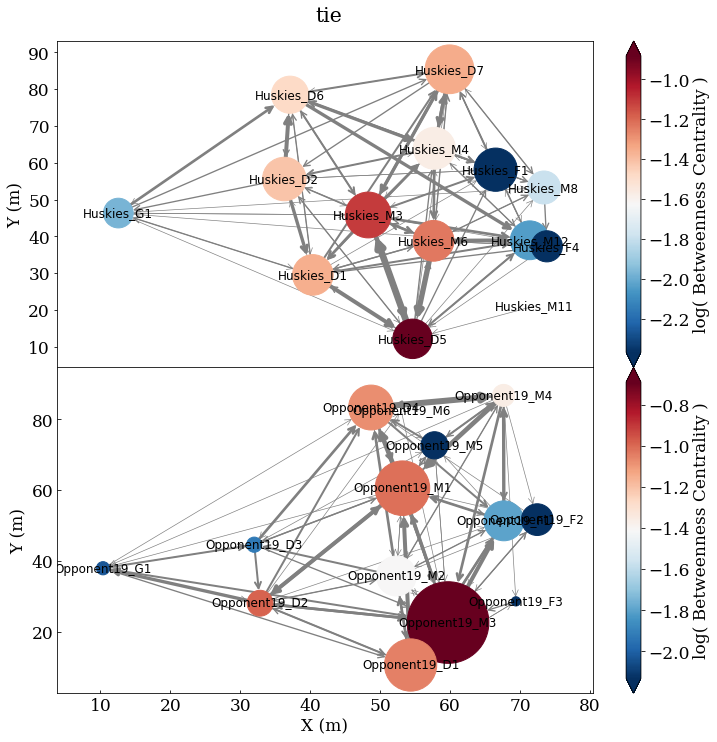 tie
90
80
70
60
50
40
30
20
10
Y (m)
Huskies_D7
Huskies_D6
Huskies_M4
Huskies_F1
Huskies_D2
Huskies_M8
Huskies_G1
Huskies_M3
Huskies_M6
Huskies_M12
Huskies_F4
Huskies_D1
Huskies_M11
Huskies_D5
−1.0
−1.2
−1.4
−1.6
−1.8
−2.0
−2.2
log( Betweenness Centrality )
80
60
40
20
Y (m)
Opponent19_M4
Opponent19_D4
Opponent19_M6
Opponent19_M5
Opponent19_M1
Opponent19_F1
Opponent19_F2
Opponent19_D3
Opponent19_G1
Opponent19_M2
Opponent19_D2
Opponent19_F3
Opponent19_M3
Opponent19_D1
10
20
30
40
50
60
70
80
X (m)
−0.8
−1.0
−1.2
−1.4
−1.6
−1.8
−2.0
log( Betweenness Centrality )